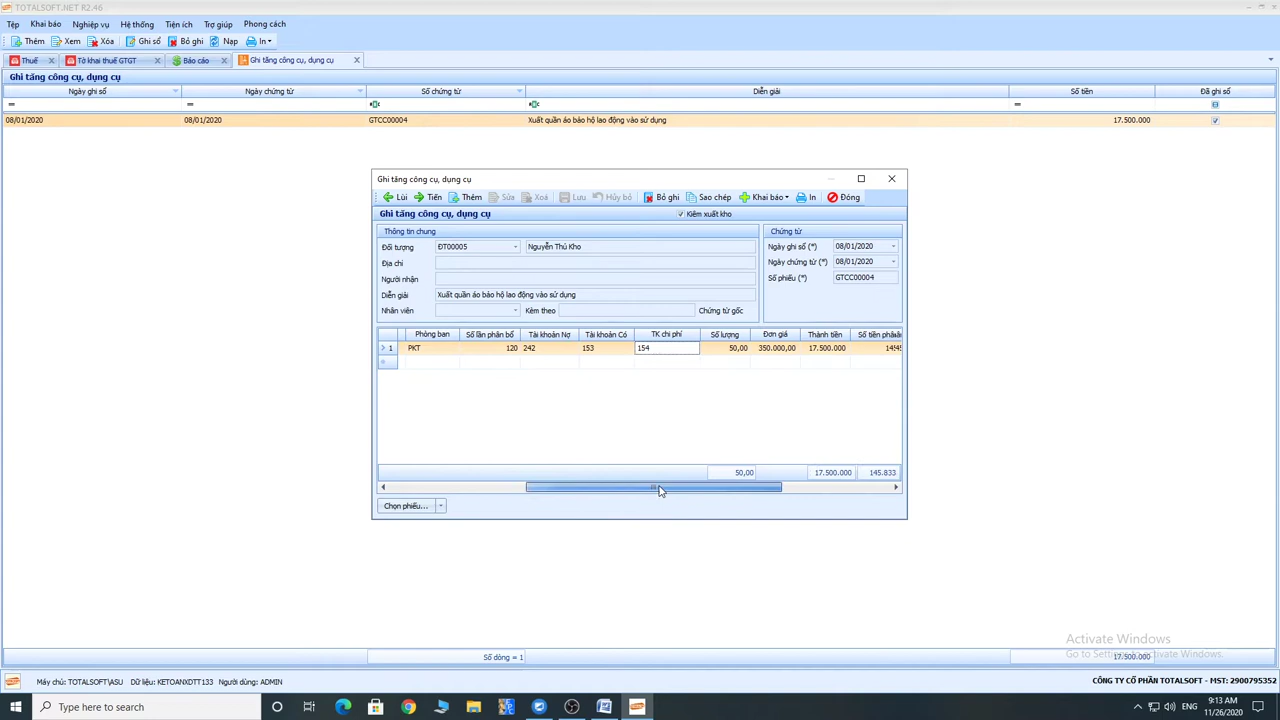 TOTALSOFT.NET R2.46
Tệp Khai báo Nghiệp vụ Hệ thống Tiện ích Trợ giúp Phong cách
Thêm Xem Xóa Ghi sổ Bỏ ghi Nạp In
Thuế Tờ khai thuế GTGT Báo cáo Ghi tăng công cụ, dụng cụ
Ghi tăng công cụ, dụng cụ
Ngày ghi sổ Ngày chứng từ Số chứng từ Diễn giải Số tiền Đã ghi sổ
08/01/2020 08/01/2020 GTCC00004 Xuất quần áo bảo hộ lao động vào sử dụng 17.500.000
Ghi tăng công cụ, dụng cụ
Lùi Tiến Thêm Sửa Xoá Lưu Hủy bỏ Bỏ ghi Sao chép Khai báo In Đóng
Ghi tăng công cụ, dụng cụ Kiêm xuất kho
Thông tin chung Chứng từ
Đối tượng ĐT00005 Nguyễn Thủ Kho Ngày ghi sổ (*) 08/01/2020
Địa chỉ Ngày chứng từ (*) 08/01/2020
Người nhận Số phiếu (*) GTCC00004
Diễn giải Xuất quần áo bảo hộ lao động vào sử dụng
Nhân viên Kèm theo Chứng từ gốc
Phòng ban Số lần phân bổ Tài khoản Nợ Tài khoản Có TK chi phí Số lượng Đơn giá Thành tiền Số tiền
1 PKT 120 242 153 154 50,00 350.000,00 17.500.000
50,00 17.500.000 145.833
Chọn phiếu...
Activate Windows
Go to Settings to activate Windows.
Số dòng = 1 17.500.000
Máy chủ: TOTALSOFT\ASU Dữ liệu: KETOANXDTT133 Người dùng: ADMIN CÔNG TY CỔ PHẦN TOTALSOFT - MST: 2900795352
Type here to search ENG 9:13 AM
11/26/2020